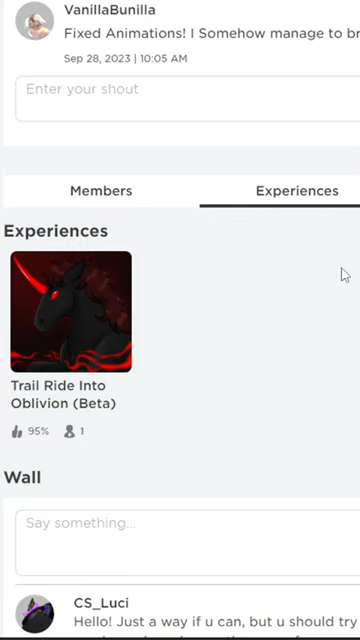 VanillaBunilla
Fixed Animations! I Somehow manage to br
Sep 28, 2023 | 10:05 AM
Enter your shout
Members
Experiences
Experiences
Trail Ride Into
Oblivion (Beta)
95% 1
Wall
Say something...
CS_Luci
Hello! Just a way if u can, but u should try